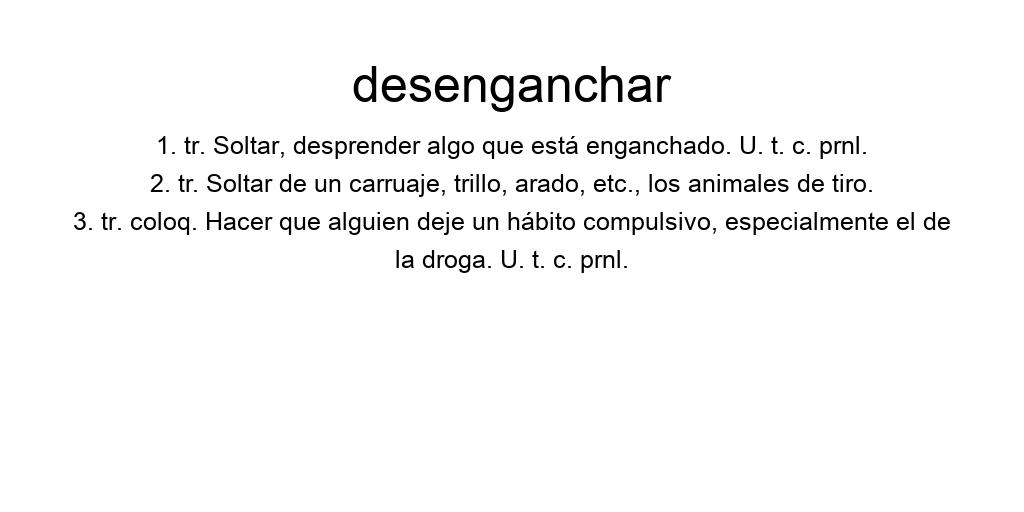 desenganchar
1. tr. Soltar, desprender algo que está enganchado. U. t. c. prnl.
2. tr. Soltar de un carruaje, trillo, arado, etc., los animales de tiro.
3. tr. coloq. Hacer que alguien deje un hábito compulsivo, especialmente el de
la droga. U. t. c. prnl.